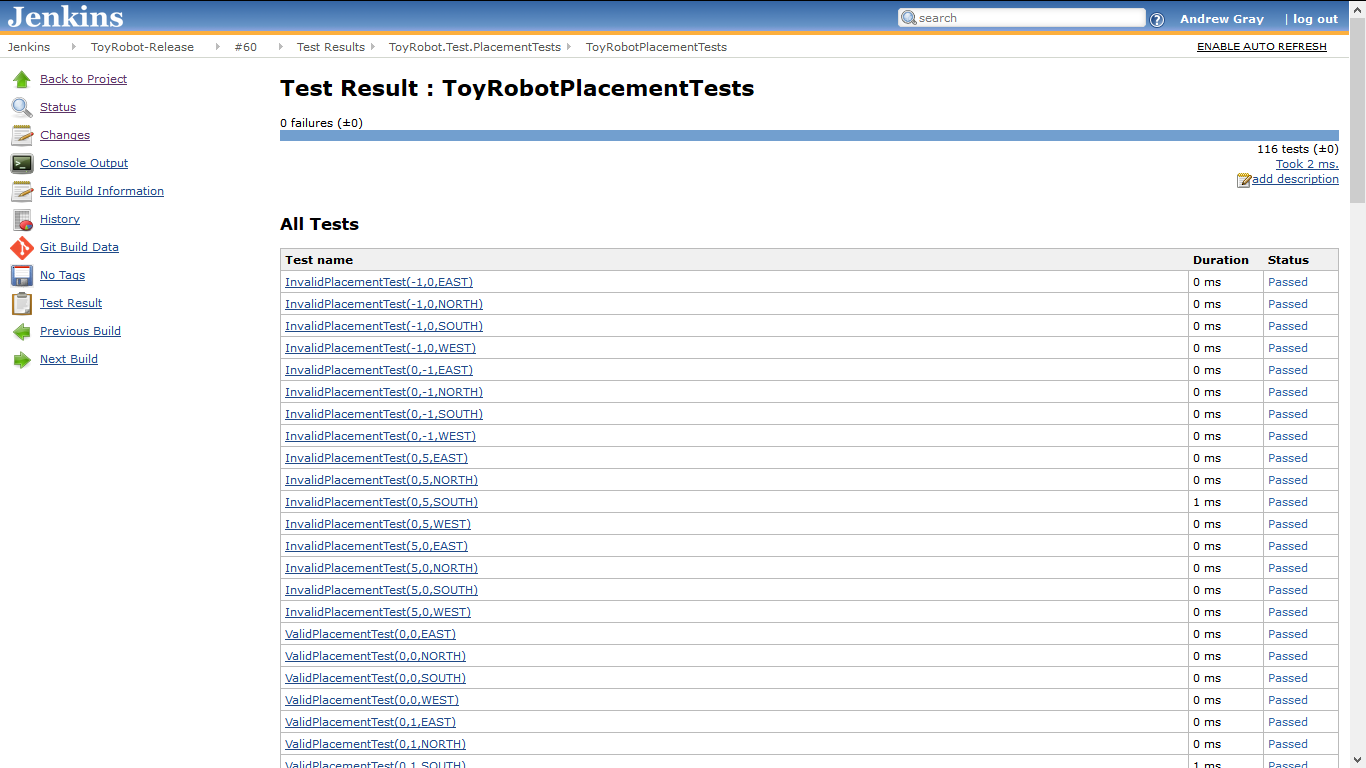 Jenkins
search
Andrew Gray | log out
Jenkins ToyRobot-Release #60 Test Results ToyRobot.Test.PlacementTests ToyRobotPlacementTests ENABLE AUTO REFRESH
Back to Project
Status
Changes
Console Output
Edit Build Information
History
Git Build Data
No Tags
Test Result
Previous Build
Next Build
Test Result : ToyRobotPlacementTests
0 failures (±0)
116 tests (±0)
Took 2 ms.
add description
All Tests
Test name Duration Status
InvalidPlacementTest(-1,0,EAST) 0 ms Passed
InvalidPlacementTest(-1,0,NORTH) 0 ms Passed
InvalidPlacementTest(-1,0,SOUTH) 0 ms Passed
InvalidPlacementTest(-1,0,WEST) 0 ms Passed
InvalidPlacementTest(0,-1,EAST) 0 ms Passed
InvalidPlacementTest(0,-1,NORTH) 0 ms Passed
InvalidPlacementTest(0,-1,SOUTH) 0 ms Passed
InvalidPlacementTest(0,-1,WEST) 0 ms Passed
InvalidPlacementTest(0,5,EAST) 0 ms Passed
InvalidPlacementTest(0,5,NORTH) 0 ms Passed
InvalidPlacementTest(0,5,SOUTH) 1 ms Passed
InvalidPlacementTest(0,5,WEST) 0 ms Passed
InvalidPlacementTest(5,0,EAST) 0 ms Passed
InvalidPlacementTest(5,0,NORTH) 0 ms Passed
InvalidPlacementTest(5,0,SOUTH) 0 ms Passed
InvalidPlacementTest(5,0,WEST) 0 ms Passed
ValidPlacementTest(0,0,EAST) 0 ms Passed
ValidPlacementTest(0,0,NORTH) 0 ms Passed
ValidPlacementTest(0,0,SOUTH) 0 ms Passed
ValidPlacementTest(0,0,WEST) 0 ms Passed
ValidPlacementTest(0,1,EAST) 0 ms Passed
ValidPlacementTest(0,1,NORTH) 0 ms Passed
ValidPlacementTest(0,1,SOUTH) 1 ms Passed